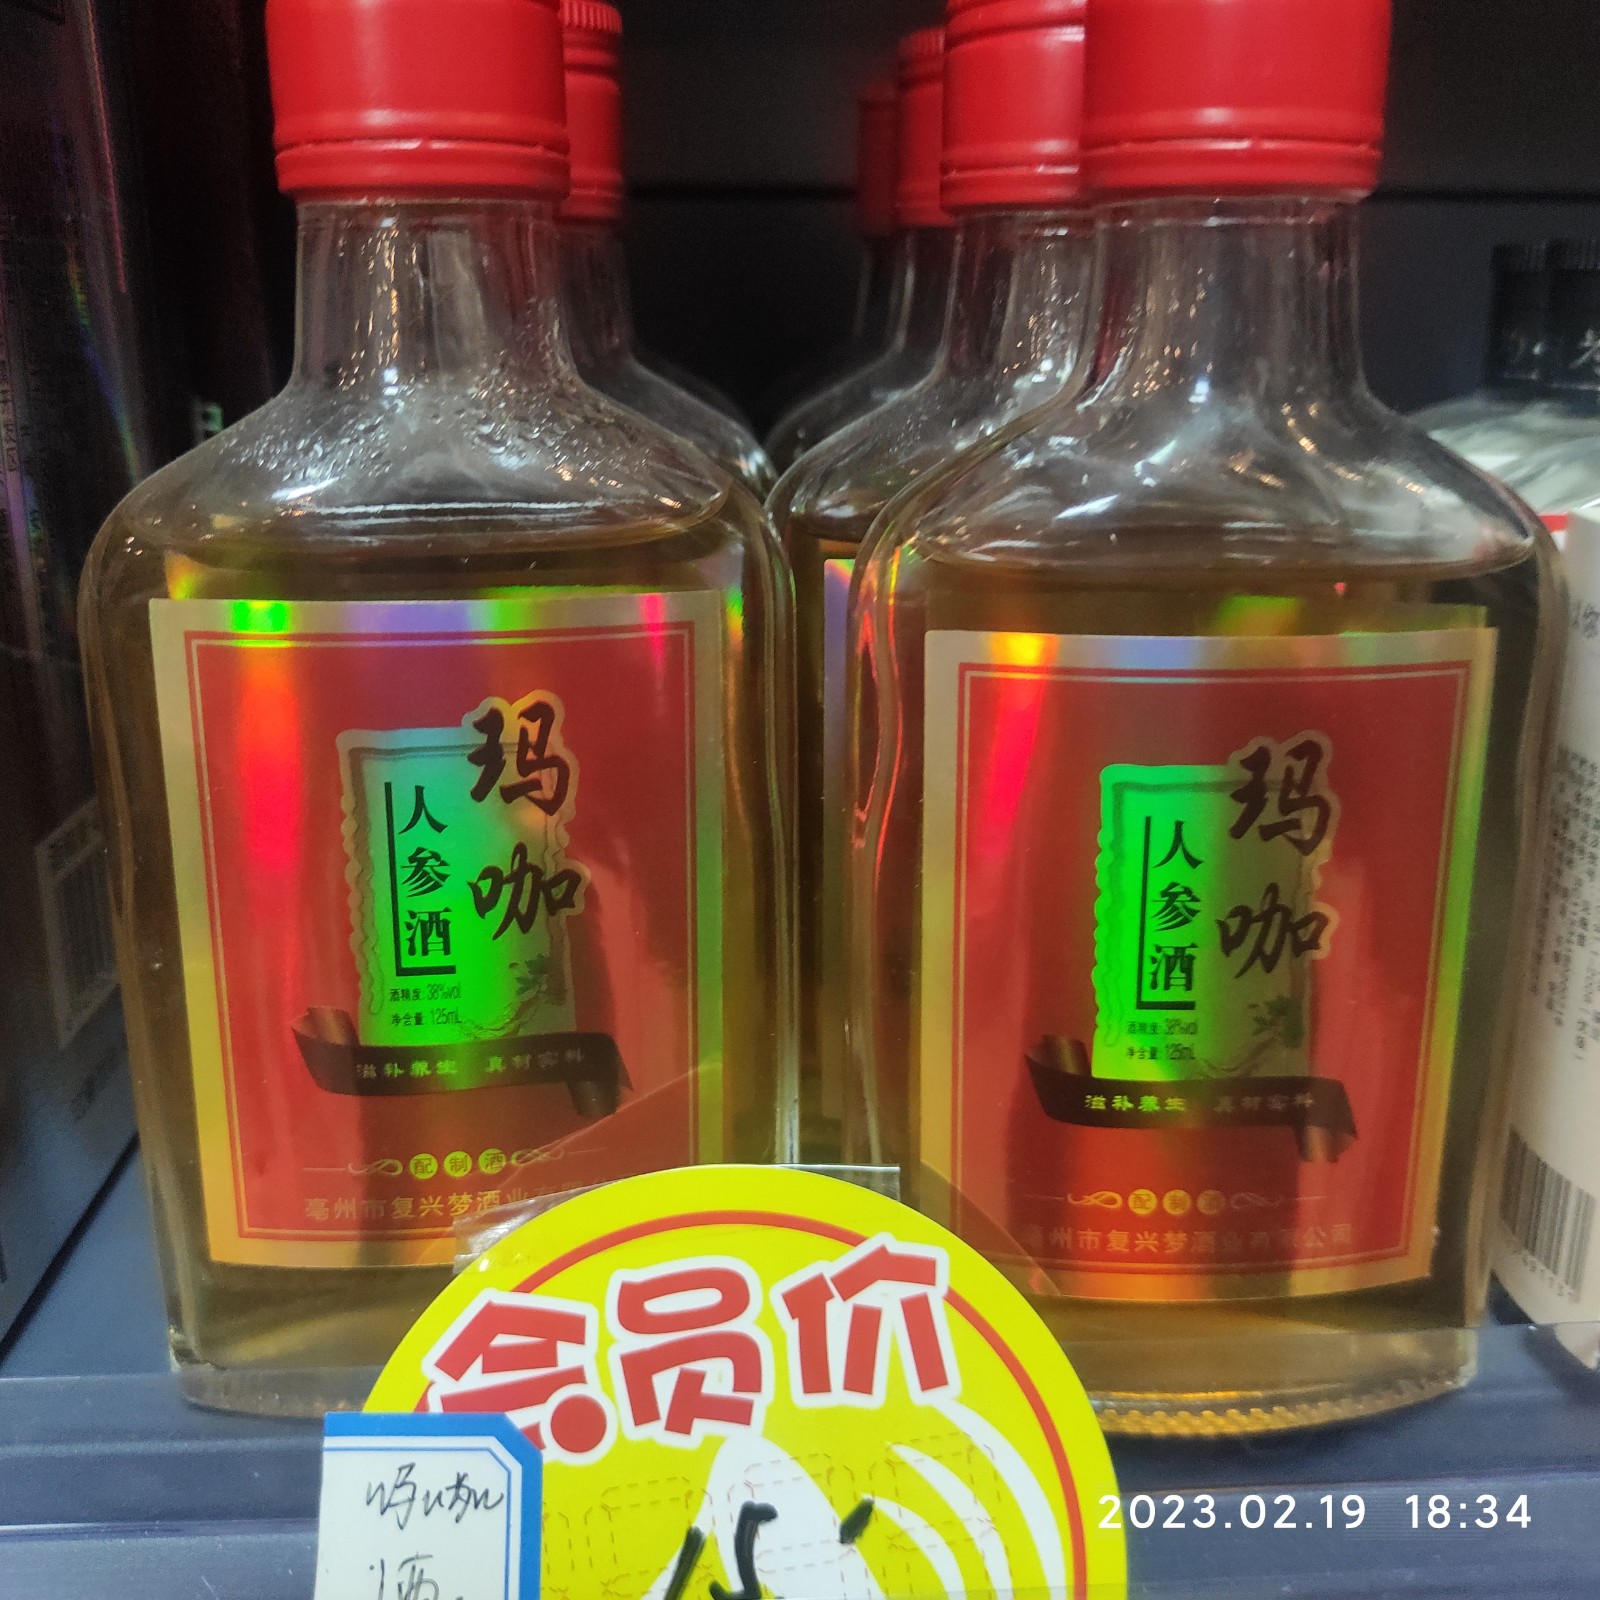 玛咖
人参酒
酒精度:38%vol
净含量:125mL
滋补养生 真材实料
配制酒
亳州市复兴梦酒业有限
玛咖
人参酒
酒精度:38%vol
净含量:125mL
滋补养生 真材实料
配制酒
亳州市复兴梦酒业有限公司
会员价
15
酒
2023.02.19 18:34